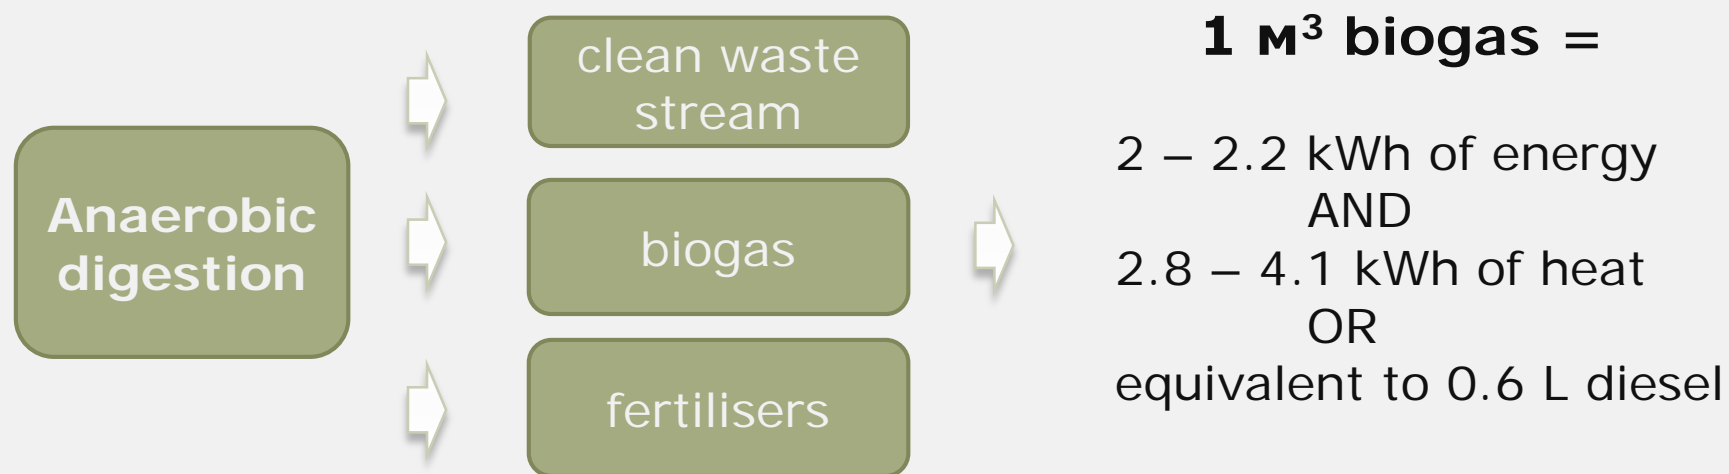 Anaerobic
digestion
clean waste
stream
biogas
fertilisers
1 м³ biogas =
2 – 2.2 kWh of energy
AND
2.8 – 4.1 kWh of heat
OR
equivalent to 0.6 L diesel